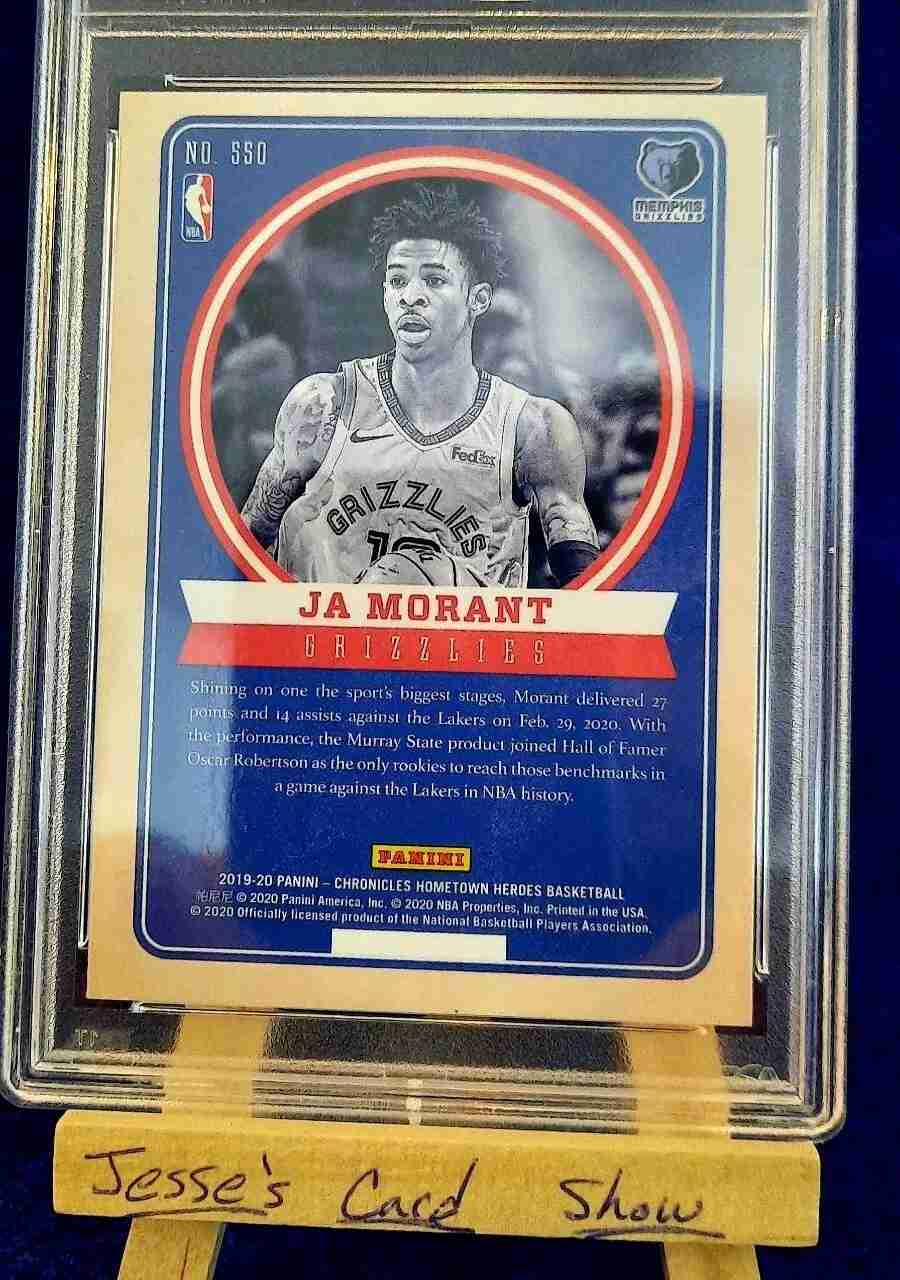 NO. 550
NBA
MEMPHIS
GRIZZLIES
FedEx
GRIZZLIES
12
JA MORANT
GRIZZLIES
Shining on one the sport's biggest stages, Morant delivered 27
points and 14 assists against the Lakers on Feb. 29, 2020. With
the performance, the Murray State product joined Hall of Famer
Oscar Robertson as the only rookies to reach those benchmarks in
a game against the Lakers in NBA history.
PANINI
2019-20 PANINI – CHRONICLES HOMETOWN HEROES BASKETBALL
帕尼尼 © 2020 Panini America, Inc. © 2020 NBA Properties, Inc. Printed in the USA.
© 2020 Officially licensed product of the National Basketball Players Association.
Jesse's Card Show